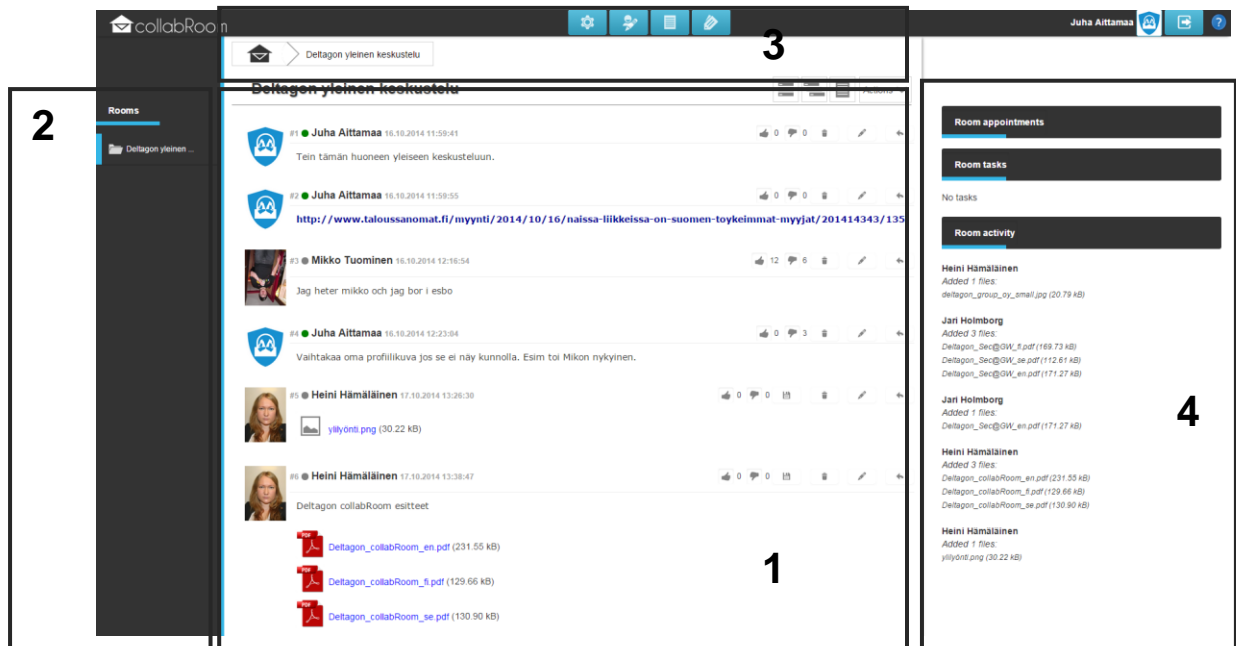 collabRoom
Juha Aittamaa
?
3
Deltagon yleinen keskustelu
2
Rooms
Deltagon yleinen ...
Deltagon yleinen keskustelu
Actions
#1 Juha Aittamaa 16.10.2014 11:59:41
0 0
Tein tämän huoneen yleiseen keskusteluun.
#2 Juha Aittamaa 16.10.2014 11:59:55
0 0
http://www.taloussanomat.fi/myynti/2014/10/16/naissa-liikkeissa-on-suomen-toykeimmat-myyjat/201414343/135
#3 Mikko Tuominen 16.10.2014 12:16:54
12 6
Jag heter mikko och jag bor i esbo
#4 Juha Aittamaa 16.10.2014 12:23:04
0 3
Vaihtakaa oma profiilikuva jos se ei näy kunnolla. Esim toi Mikon nykyinen.
#5 Heini Hämäläinen 17.10.2014 13:26:30
0 0
ylilyönti.png (30.22 kB)
#6 Heini Hämäläinen 17.10.2014 13:38:47
0 0
Deltagon collabRoom esitteet
PDF
Deltagon_collabRoom_en.pdf (231.55 kB)
PDF
Deltagon_collabRoom_fi.pdf (129.66 kB)
PDF
Deltagon_collabRoom_se.pdf (130.90 kB)
1
Room appointments
Room tasks
No tasks
Room activity
Heini Hämäläinen
Added 1 files:
deltagon_group_oy_small.jpg (20.79 kB)
Jari Holmborg
Added 3 files:
Deltagon_Sec@GW_fi.pdf (169.73 kB)
Deltagon_Sec@GW_se.pdf (112.61 kB)
Deltagon_Sec@GW_en.pdf (171.27 kB)
Jari Holmborg
Added 1 files:
Deltagon_Sec@GW_en.pdf (171.27 kB)
4
Heini Hämäläinen
Added 3 files:
Deltagon_collabRoom_en.pdf (231.55 kB)
Deltagon_collabRoom_fi.pdf (129.66 kB)
Deltagon_collabRoom_se.pdf (130.90 kB)
Heini Hämäläinen
Added 1 files:
ylilyönti.png (30.22 kB)